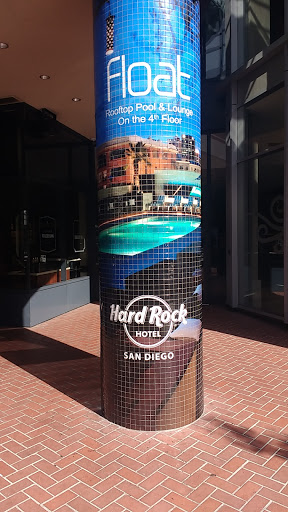 float
Rooftop Pool & Lounge
On the 4th Floor
Hard Rock
HOTEL
SAN DIEGO